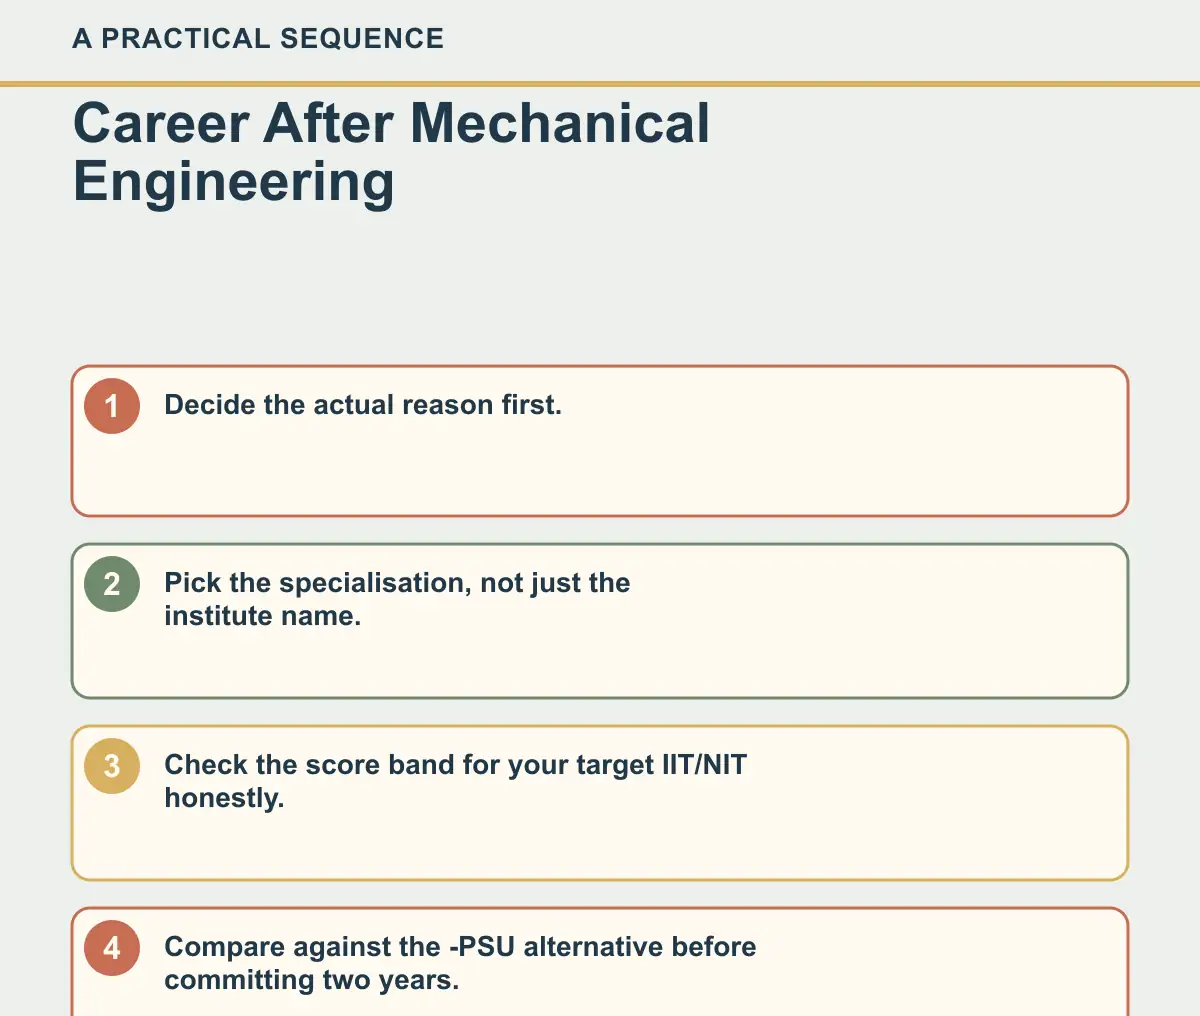 A PRACTICAL SEQUENCE
Career After Mechanical
Engineering
1
Decide the actual reason first.
2
Pick the specialisation, not just the
institute name.
3
Check the score band for your target IIT/NIT
honestly.
4
Compare against the -PSU alternative before
committing two years.